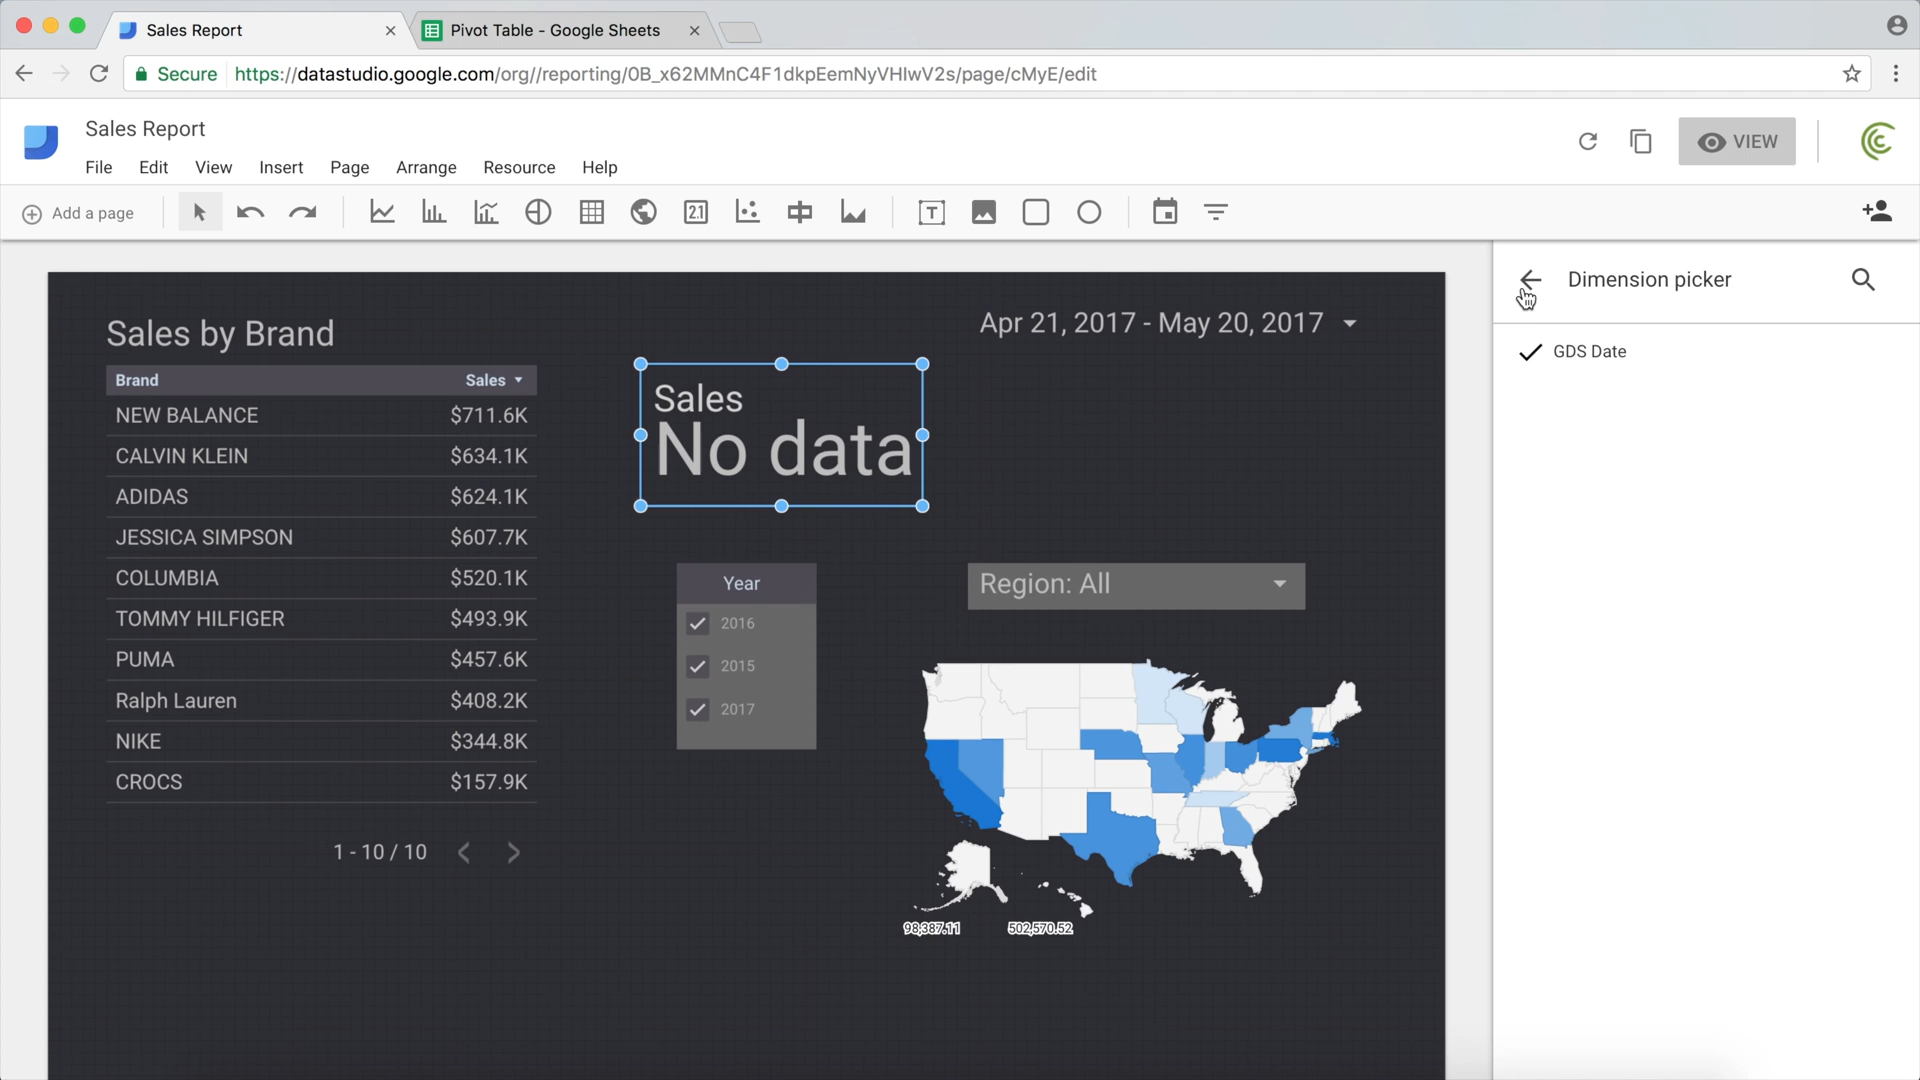 Sales Report
Pivot Table - Google Sheets
Secure
https://datastudio.google.com/org//reporting/0B_x62MMnC4F1dkpEemNyVHlwV2s/page/cMyE/edit
Sales Report
VIEW
File Edit View Insert Page Arrange Resource Help
Add a page
2.1
T
Dimension picker
GDS Date
Apr 21, 2017 - May 20, 2017
Sales by Brand
Brand Sales
NEW BALANCE $711.6K
CALVIN KLEIN $634.1K
ADIDAS $624.1K
JESSICA SIMPSON $607.7K
COLUMBIA $520.1K
TOMMY HILFIGER $493.9K
PUMA $457.6K
Ralph Lauren $408.2K
NIKE $344.8K
CROCS $157.9K
1 - 10 / 10
Sales
No data
Year
2016
2015
2017
Region: All
98,387.11 502,570.52